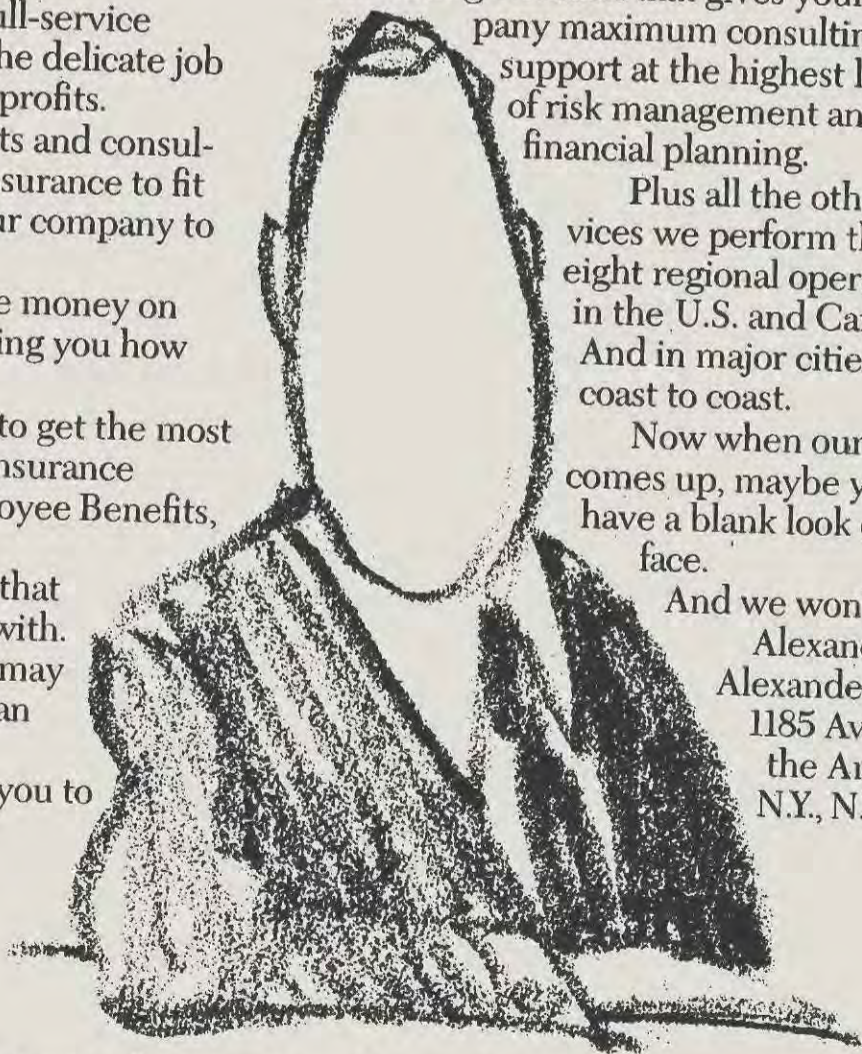 ull-service
he delicate job
profits.
ts and consul-
surance to fit
ur company to
e money on
ing you how
to get the most
nsurance
oyee Benefits,
that
with.
may
an
you to
pany maximum consultin
support at the highest l
of risk management an
financial planning.
Plus all the oth
vices we perform th
eight regional oper
in the U.S. and Ca
And in major citie
coast to coast.
Now when our
comes up, maybe y
have a blank look
face.
And we won
Alexan
Alexande
1185 Av
the A
N.Y., N.